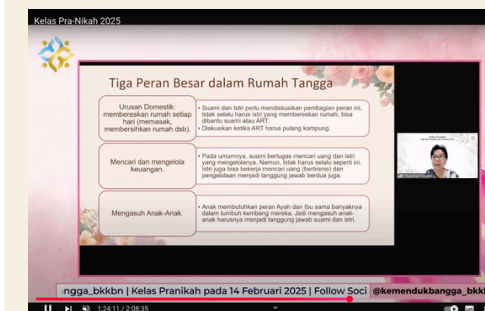 Kelas Pra-Nikah 2025
Tiga Peran Besar dalam Rumah Tangga
Urusan Domestik:
membereskan rumah setiap
hari (memasak,
membersihkan rumah dsb).
• Suami dan Istri perlu mendiskusikan pembagian peran ini,
tidak selalu harus istri yang membereskan rumah, bisa
dibantu suami atau ART.
• Diskusikan ketika ART harus pulang kampung.
Mencari dan mengelola
keuangan.
• Pada umumnya, suami bertugas mencari uang dan istri
yang mengelolanya. Namun, tidak harus selalu seperti ini.
Istri juga bisa bekerja mencari uang (berbisnis) dan
pengelolaan menjadi tanggung jawab berdua juga.
Mengasuh Anak-Anak.
• Anak membutuhkan peran Ayah dan Ibu sama banyaknya
dalam tumbuh kembang mereka. Jadi mengasuh anak-
anak harusnya menjadi tanggung jawab suami dan istri.
ngga_bkkbn | Kelas Pranikah pada 14 Februari 2025 | Follow Soci @kemendukbangga_bkk
1:24:11 / 2:08:35